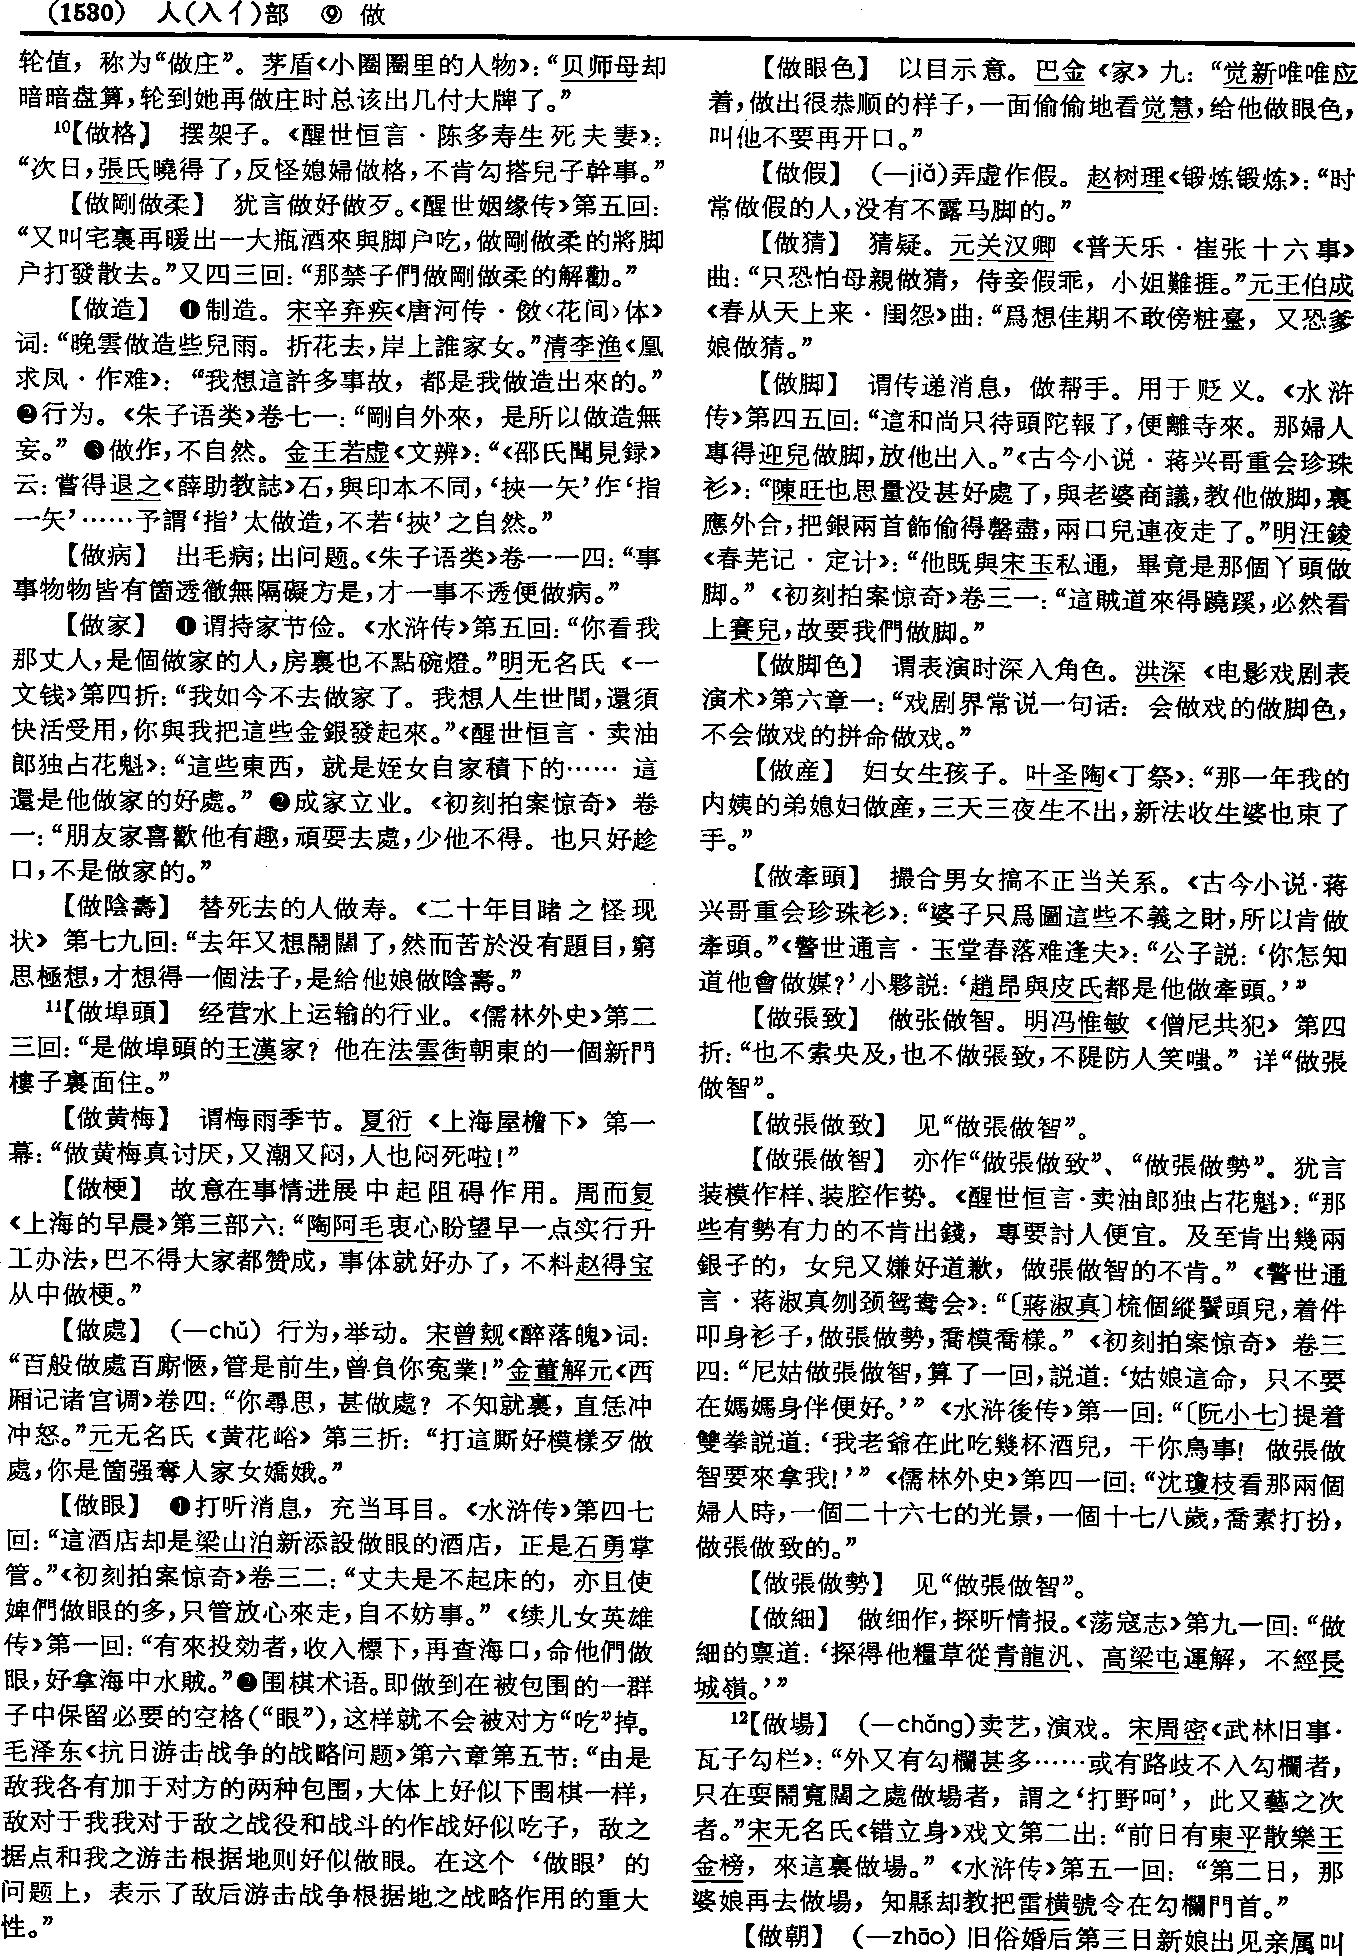 (1530) 人(入亻)部 ⑨ 做
轮值，称为“做庄”。茅盾《小圈圈里的人物》：“贝师母却
暗暗盘算，轮到她再做庄时总该出几付大牌了。”
10【做格】 摆架子。《醒世恒言·陈多寿生死夫妻》：
“次日，張氏曉得了，反怪媳婦做格，不肯勾搭兒子幹事。”
【做剛做柔】 犹言做好做歹。《醒世姻缘传》第五回：
“又叫宅裏再暖出一大瓶酒來與脚户吃，做剛做柔的將脚
户打發散去。”又四三回：“那禁子們做剛做柔的解勸。”
【做造】 ❶制造。宋辛弃疾《唐河传·傚〈花间〉体》
词：“晚雲做造些兒雨。折花去，岸上誰家女。”清李渔《凰
求凤·作难》：“我想這許多事故，都是我做造出來的。”
❷行为。《朱子语类》卷七一：“剛自外來，是所以做造無
妄。”❸做作，不自然。金王若虚《文辨》：“《邵氏聞見録》
云：嘗得退之《薛助教誌》石，與印本不同，‘挾一矢’作‘指
一矢’……予謂‘指’太做造，不若‘挾’之自然。”
【做病】 出毛病；出问题。《朱子语类》卷一一四：“事
事物物皆有箇透徹無隔礙方是，才一事不透便做病。”
【做家】 ❶谓持家节俭。《水浒传》第五回：“你看我
那丈人，是個做家的人，房裏也不點碗燈。”明无名氏《一
文钱》第四折：“我如今不去做家了。我想人生世間，還須
快活受用，你與我把這些金銀發起來。”《醒世恒言·卖油
郎独占花魁》：“這些東西，就是姪女自家積下的……這
還是他做家的好處。”❷成家立业。《初刻拍案惊奇》卷
一：“朋友家喜歡他有趣，頑耍去處，少他不得。也只好趁
口，不是做家的。”
【做陰壽】 替死去的人做寿。《二十年目睹之怪现
状》第七九回：“去年又想鬧闊了，然而苦於没有題目，窮
思極想，才想得一個法子，是給他娘做陰壽。”
11【做埠頭】 经营水上运输的行业。《儒林外史》第二
三回：“是做埠頭的王漢家？他在法雲街朝東的一個新門
樓子裏面住。”
【做黄梅】 谓梅雨季节。夏衍《上海屋檐下》第一
幕：“做黄梅真讨厌，又潮又闷，人也闷死啦！”
【做梗】 故意在事情进展中起阻碍作用。周而复
《上海的早晨》第三部六：“陶阿毛衷心盼望早一点实行升
工办法，巴不得大家都赞成，事体就好办了，不料赵得宝
从中做梗。”
【做處】 (—chǔ) 行为，举动。宋曾觌《醉落魄》词：
“百般做處百廝愜，管是前生，曾負你冤業！”金董解元《西
厢记诸宫调》卷四：“你尋思，甚做處？不知就裏，直恁冲
冲怒。”元无名氏《黄花峪》第三折：“打這厮好模樣歹做
處，你是箇强奪人家女嬌娥。”
【做眼】 ❶打听消息，充当耳目。《水浒传》第四七
回：“這酒店却是梁山泊新添設做眼的酒店，正是石勇掌
管。”《初刻拍案惊奇》卷三二：“丈夫是不起床的，亦且使
婢們做眼的多，只管放心來走，自不妨事。”《续儿女英雄
传》第一回：“有來投効者，收入標下，再查海口，命他們做
眼，好拿海中水賊。”❷围棋术语。即做到在被包围的一群
子中保留必要的空格(“眼”)，这样就不会被对方“吃”掉。
毛泽东《抗日游击战争的战略问题》第六章第五节：“由是
敌我各有加于对方的两种包围，大体上好似下围棋一样，
敌对于我我对于敌之战役和战斗的作战好似吃子，敌之
据点和我之游击根据地则好似做眼。在这个‘做眼’的
问题上，表示了敌后游击战争根据地之战略作用的重大
性。”
【做眼色】 以目示意。巴金《家》九：“觉新唯唯应
着，做出很恭顺的样子，一面偷偷地看觉慧，给他做眼色，
叫他不要再开口。”
【做假】 (—jiǎ)弄虚作假。赵树理《锻炼锻炼》：“时
常做假的人，没有不露马脚的。”
【做猜】 猜疑。元关汉卿《普天乐·崔张十六事》
曲：“只恐怕母親做猜，侍妾假乖，小姐難捱。”元王伯成
《春从天上来·闺怨》曲：“爲想佳期不敢傍粧臺，又恐爹
娘做猜。”
【做脚】 谓传递消息，做帮手。用于贬义。《水浒
传》第四五回：“這和尚只待頭陀報了，便離寺來。那婦人
專得迎兒做脚，放他出入。”《古今小说·蒋兴哥重会珍珠
衫》：“陳旺也思量没甚好處了，與老婆商議，教他做脚，裏
應外合，把銀兩首飾偷得罄盡，兩口兒連夜走了。”明汪錂
《春芜记·定计》：“他既與宋玉私通，畢竟是那個丫頭做
脚。”《初刻拍案惊奇》卷三一：“這賊道來得蹺蹊，必然看
上賽兒，故要我們做脚。”
【做脚色】 谓表演时深入角色。洪深《电影戏剧表
演术》第六章一：“戏剧界常说一句话：会做戏的做脚色，
不会做戏的拼命做戏。”
【做産】 妇女生孩子。叶圣陶《丁祭》：“那一年我的
内姨的弟媳妇做産，三天三夜生不出，新法收生婆也束了
手。”
【做牽頭】 撮合男女搞不正当关系。《古今小说·蒋
兴哥重会珍珠衫》：“婆子只爲圖這些不義之財，所以肯做
牽頭。”《警世通言·玉堂春落难逢夫》：“公子説：‘你怎知
道他會做媒？’小夥説：‘趙昂與皮氏都是他做牽頭。’”
【做張致】 做张做智。明冯惟敏《僧尼共犯》第四
折：“也不索央及，也不做張致，不隄防人笑嗤。”详“做張
做智”。
【做張做致】 见“做張做智”。
【做張做智】 亦作“做張做致”、“做張做勢”。犹言
装模作样、装腔作势。《醒世恒言·卖油郎独占花魁》：“那
些有勢有力的不肯出錢，專要討人便宜。及至肯出幾兩
銀子的，女兒又嫌好道歉，做張做智的不肯。”《警世通
言·蒋淑真刎颈鸳鸯会》：“〔蔣淑真〕梳個縱鬢頭兒，着件
叩身衫子，做張做勢，喬模喬樣。”《初刻拍案惊奇》卷三
四：“尼姑做張做智，算了一回，説道：‘姑娘這命，只不要
在媽媽身伴便好。’”《水浒後传》第一回：“〔阮小七〕提着
雙拳説道：‘我老爺在此吃幾杯酒兒，干你鳥事！做張做
智要來拿我！’”《儒林外史》第四一回：“沈瓊枝看那兩個
婦人時，一個二十六七的光景，一個十七八歲，喬素打扮，
做張做致的。”
【做張做勢】 见“做張做智”。
【做細】 做细作，探听情报。《荡寇志》第九一回：“做
細的禀道：‘探得他糧草從青龍汛、高梁屯運解，不經長
城嶺。’”
12【做場】 (—chǎng)卖艺，演戏。宋周密《武林旧事·
瓦子勾栏》：“外又有勾欄甚多……或有路歧不入勾欄者，
只在耍鬧寬闊之處做場者，謂之‘打野呵’，此又藝之次
者。”宋无名氏《错立身》戏文第二出：“前日有東平散樂王
金榜，來這裏做場。”《水浒传》第五一回：“第二日，那
婆娘再去做場，知縣却教把雷横號令在勾欄門首。”
【做朝】 (—zhāo) 旧俗婚后第三日新娘出见亲属叫